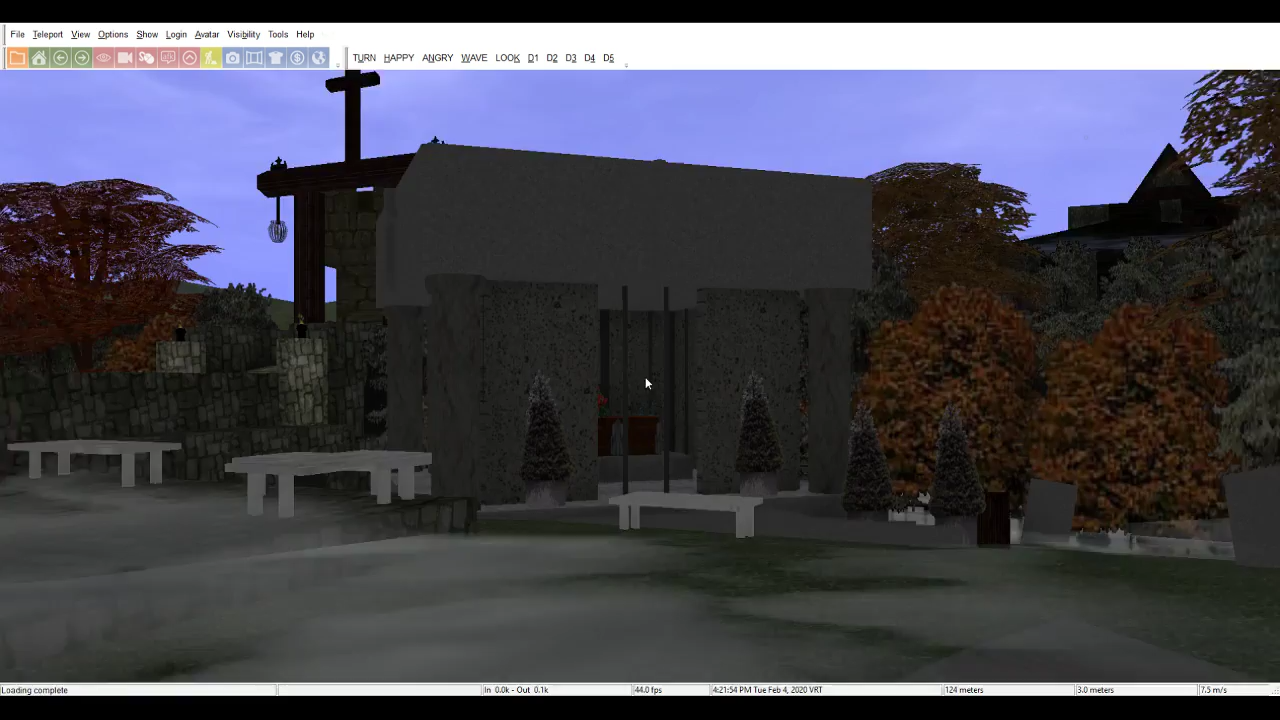 File Teleport View Options Show Login Avatar Visibility Tools Help
TURN HAPPY ANGRY WAVE LOOK D1 D2 D3 D4 D5
Loading complete In 0.0k - Out 0.1k 44.0 fps 4:21:54 PM Tue Feb 4, 2020 VRT 124 meters 3.0 meters 7.5 m/s